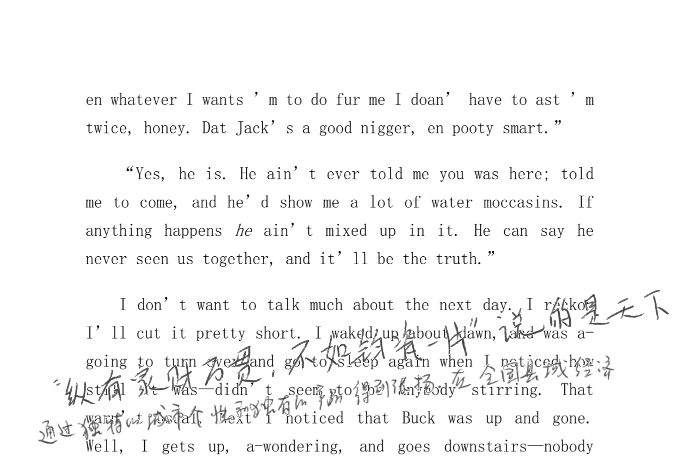 en whatever I wants ’m to do fur me I doan’ have to ast ’m
twice, honey. Dat Jack’s a good nigger, en pooty smart.”
“Yes, he is. He ain’t ever told me you was here; told
me to come, and he’d show me a lot of water moccasins. If
anything happens he ain’t mixed up in it. He can say he
never seen us together, and it’ll be the truth.”
I don’t want to talk much about the next day. I reckon
I’ll cut it pretty short. I waked up about dawn, and was a-
going to turn over and go to sleep again when I noticed how
still it was—didn’t seem to be anybody stirring. That
warn’t usual. Next I noticed that Buck was up and gone.
Well, I gets up, a-wondering, and goes downstairs—nobody
“纵有家财万贯，不如钧瓷一片”说的是天下
通过独特的城市个性和独有的 得到张扬。在全国县域经济